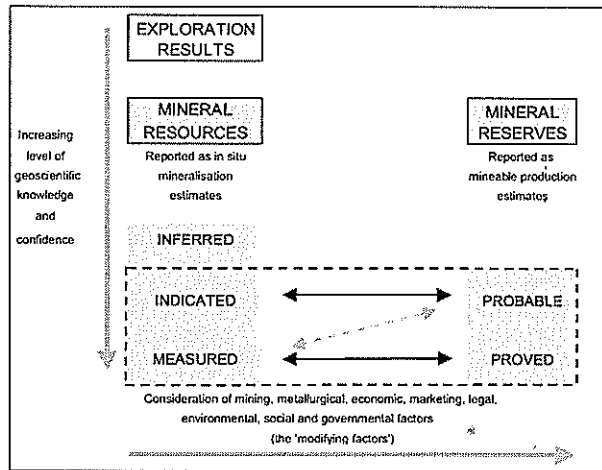 EXPLORATION
RESULTS
MINERAL
RESOURCES
MINERAL
RESERVES
Increasing
level of
geoscientific
knowledge
and
confidence
Reported as in situ
mineralisation
estimates
Reported as
mineable production
estimates
INFERRED
INDICATED
PROBABLE
MEASURED
PROVED
Consideration of mining, metallurgical, economic, marketing, legal,
environmental, social and governmental factors
(the 'modifying factors')